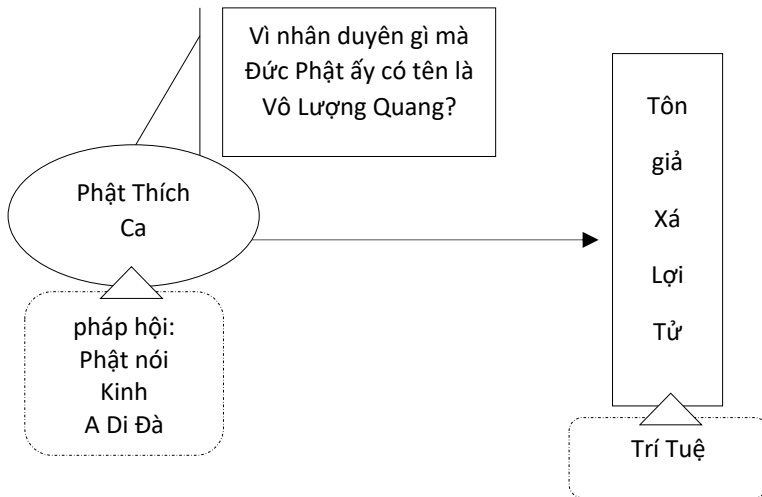 Vì nhân duyên gì mà
Đức Phật ấy có tên là
Vô Lượng Quang?
Phật Thích
Ca
pháp hội:
Phật nói
Kinh
A Di Đà
Tôn
giả
Xá
Lợi
Tử
Trí Tuệ